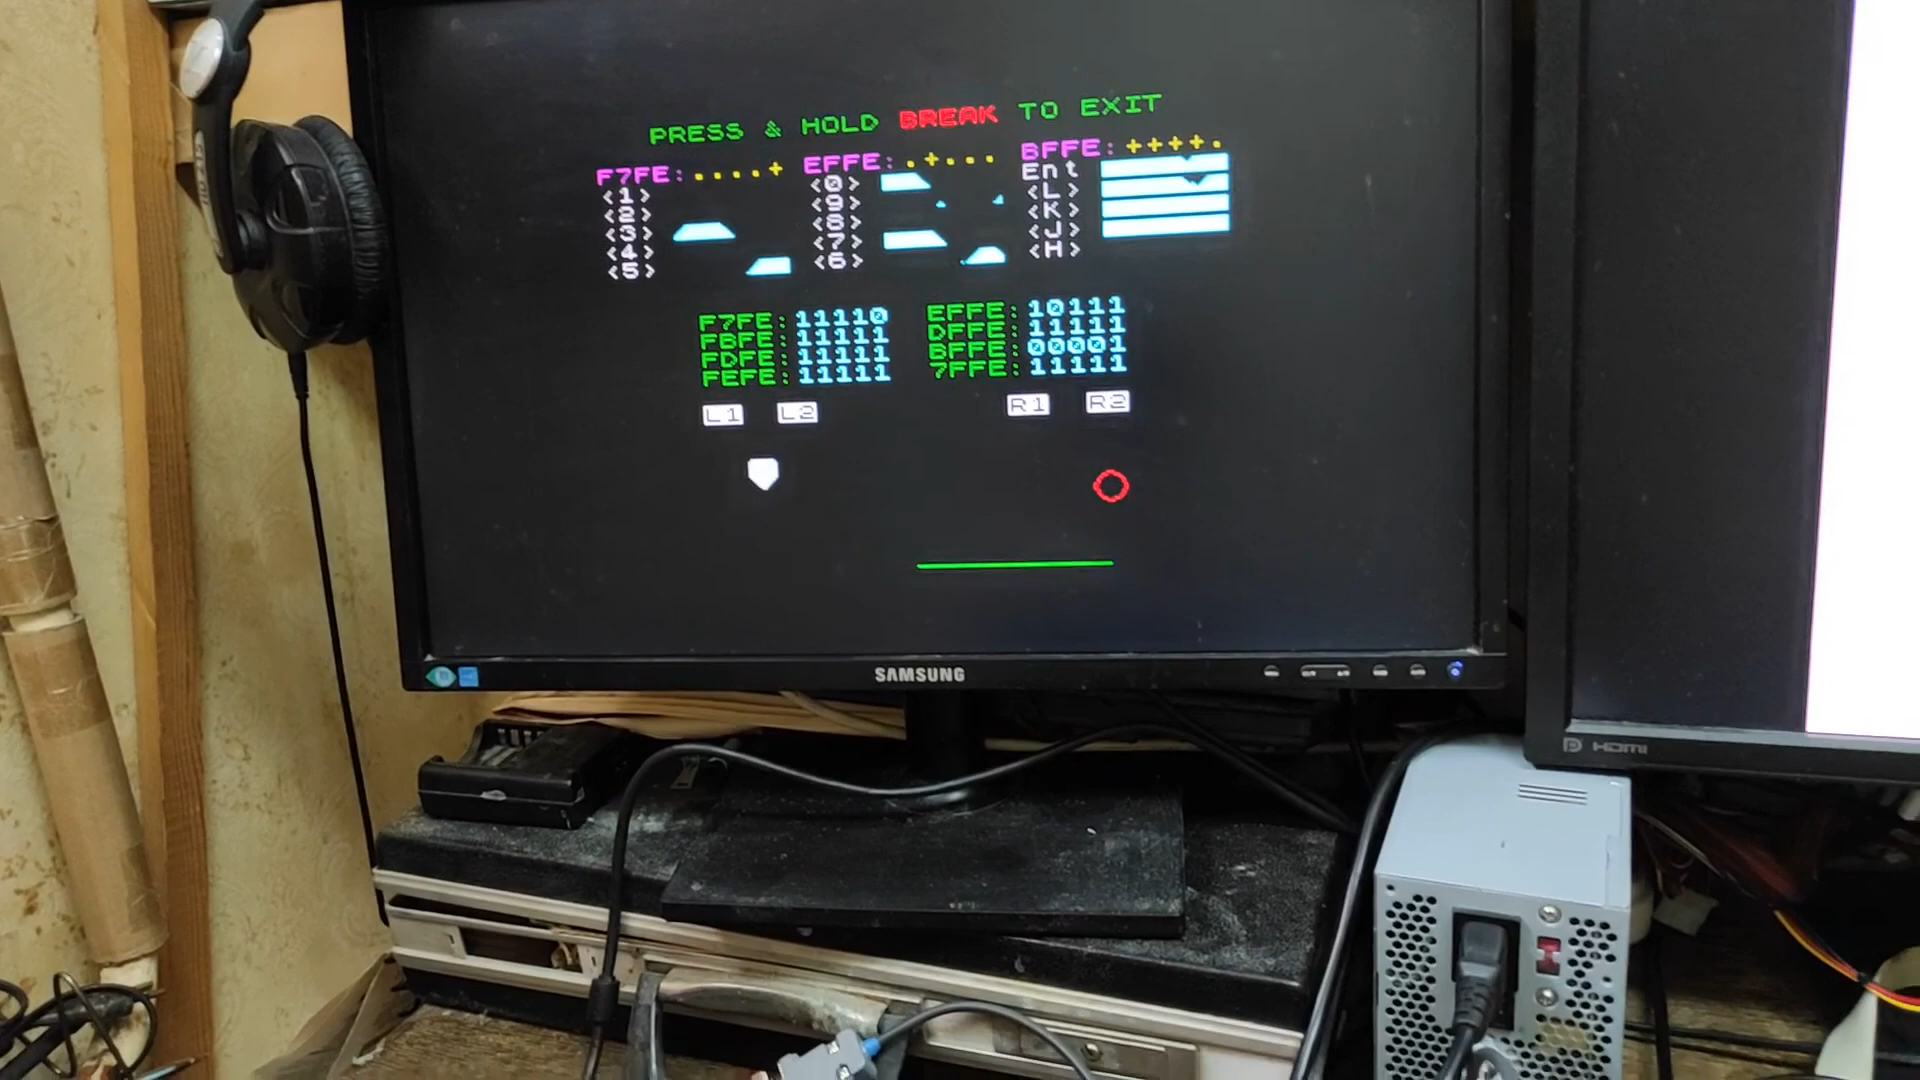 PRESS & HOLD BREAK TO EXIT
F7FE:....+ EFFE:.+... BFFE:++++.
<1> <0> Ent
<2> <9> <L>
<3> <8> <K>
<4> <7> <J>
<5> <6> <H>
F7FE:11110 EFFE:10111
FBFE:11111 DFFE:11111
FDFE:11111 BFFE:00001
FEFE:11111 7FFE:11111
L1 L2 R1 R2
SAMSUNG
HDMI